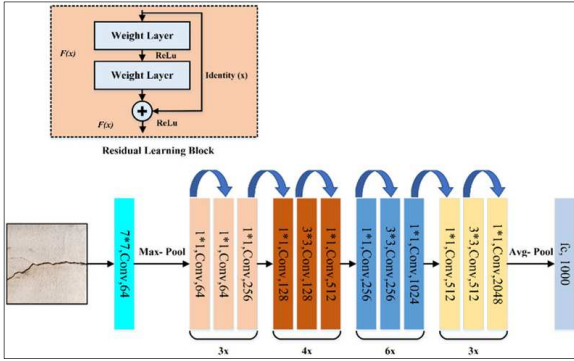 Weight Layer
F(x)
ReLu
Weight Layer
Identity (x)
+
F(x)
ReLu
Residual Learning Block
7*7,Conv,64
Max- Pool
1*1,Conv,64
1*1,Conv,64
1*1,Conv,256
1*1,Conv,128
3*3,Conv,128
1*1,Conv,512
1*1,Conv,256
3*3,Conv,256
1*1,Conv,1024
1*1,Conv,512
3*3,Conv,512
1*1,Conv,2048
Avg- Pool
fc, 1000
3x
4x
6x
3x